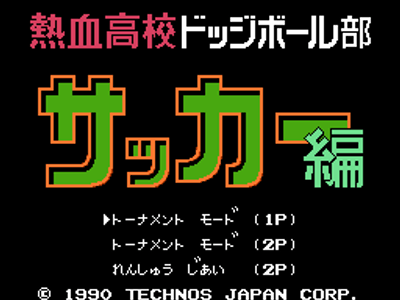 熱血高校ドッジボール部
サッカー編
▶トーナメント モード (1P)
トーナメント モード (2P)
れんしゅう じあい (2P)
© 1990 TECHNOS JAPAN CORP.